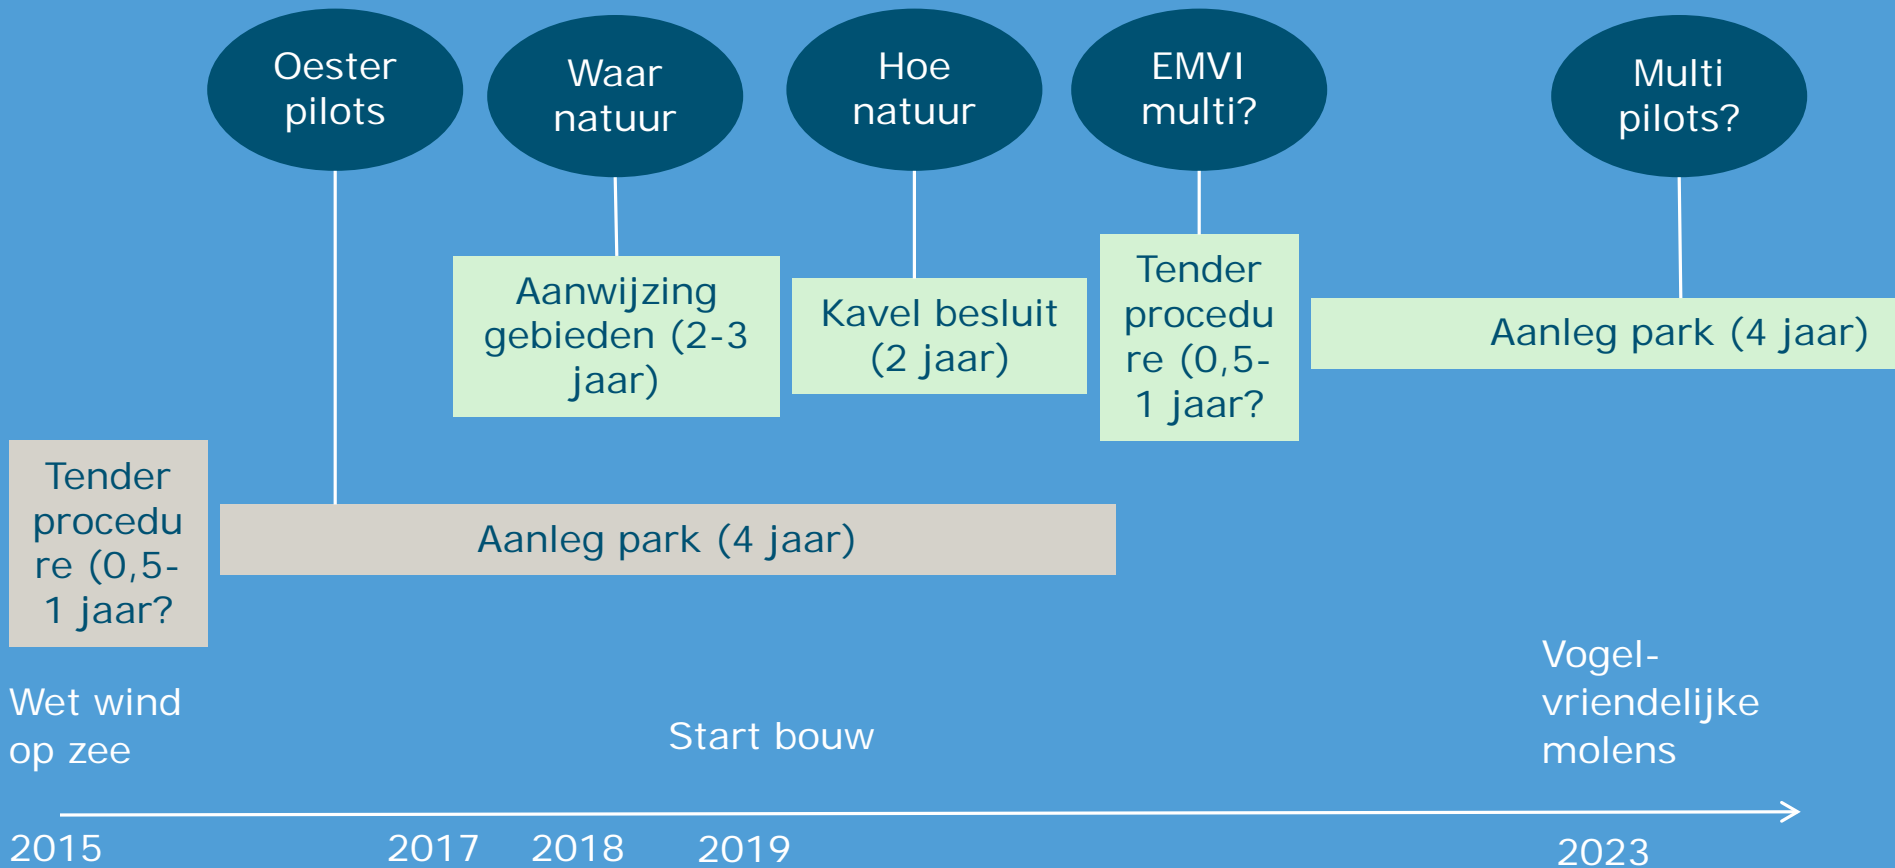 Oester
pilots
Waar
natuur
Hoe
natuur
EMVI
multi?
Multi
pilots?
Aanwijzing
gebieden (2-3
jaar)
Kavel besluit
(2 jaar)
Tender
procedu
re (0,5-
1 jaar?
Aanleg park (4 jaar)
Tender
procedu
re (0,5-
1 jaar?
Aanleg park (4 jaar)
Wet wind
op zee
Start bouw
Vogel-
vriendelijke
molens
2015
2017
2018
2019
2023